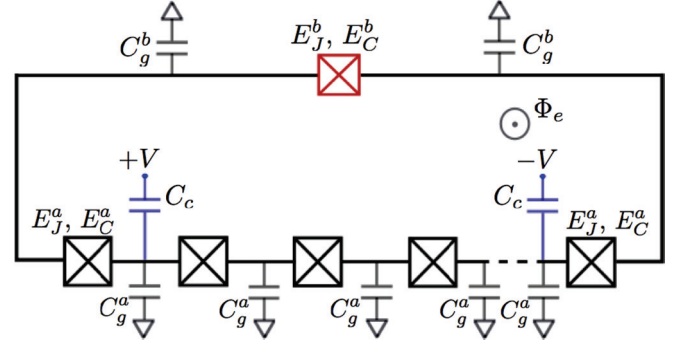 C_g^b
E_J^b, E_C^b
C_g^b
Φ_e
+V
−V
C_c
C_c
E_J^a, E_C^a
E_J^a, E_C^a
C_g^a
C_g^a
C_g^a
C_g^a
C_g^a